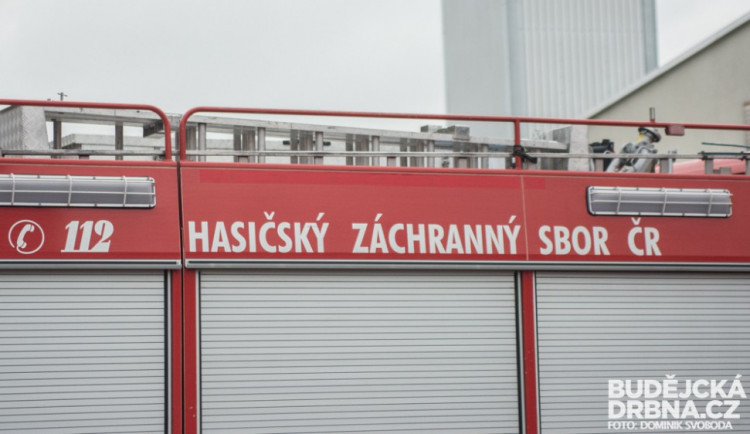 112 HASIČSKÝ ZÁCHRANNÝ SBOR ČR
BUDĚJCKÁ
DRBNA.CZ
FOTO: DOMINIK SVOBODA